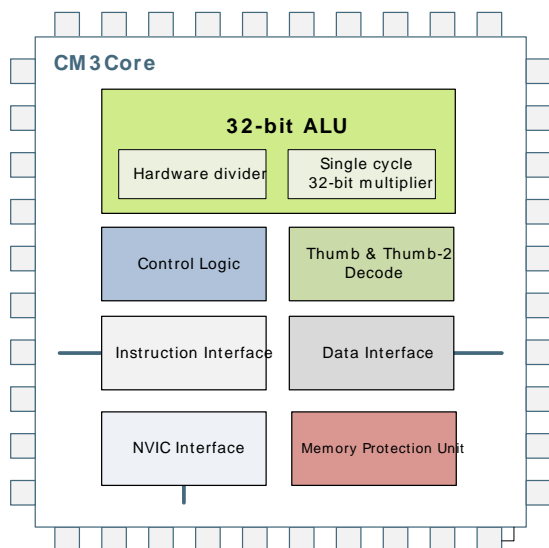 CM3Core
32-bit ALU
Hardware divider
Single cycle
32-bit multiplier
Control Logic
Thumb & Thumb-2
Decode
Instruction Interface
Data Interface
NVIC Interface
Memory Protection Unit